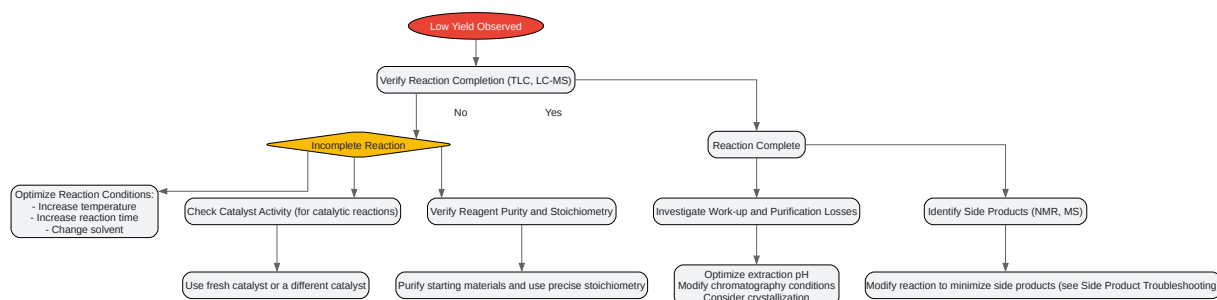 Low Yield Observed
Verify Reaction Completion (TLC, LC-MS)
No
Yes
Incomplete Reaction
Reaction Complete
Optimize Reaction Conditions:
- Increase temperature
- Increase reaction time
- Change solvent
Check Catalyst Activity (for catalytic reactions)
Verify Reagent Purity and Stoichiometry
Investigate Work-up and Purification Losses
Identify Side Products (NMR, MS)
Use fresh catalyst or a different catalyst
Purify starting materials and use precise stoichiometry
Optimize extraction pH
Modify chromatography conditions
Consider crystallization
Modify reaction to minimize side products (see Side Product Troubleshooting